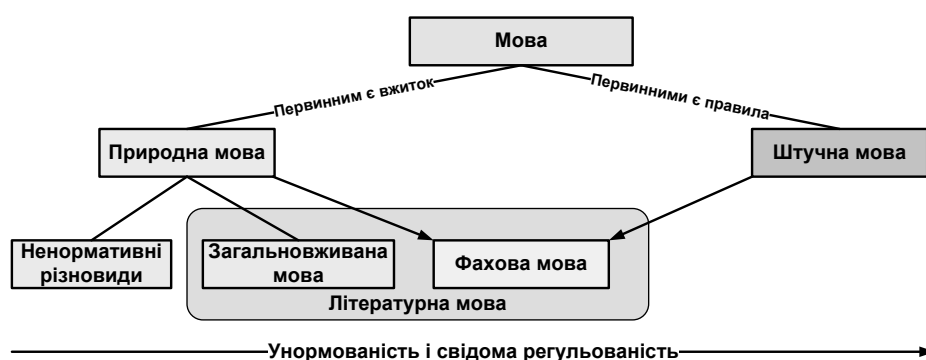 Мова
Первинним є вжиток
Первинними є правила
Природна мова
Штучна мова
Ненормативні
різновиди
Загальновживана
мова
Фахова мова
Літературна мова
Унормованість і свідома регульованість